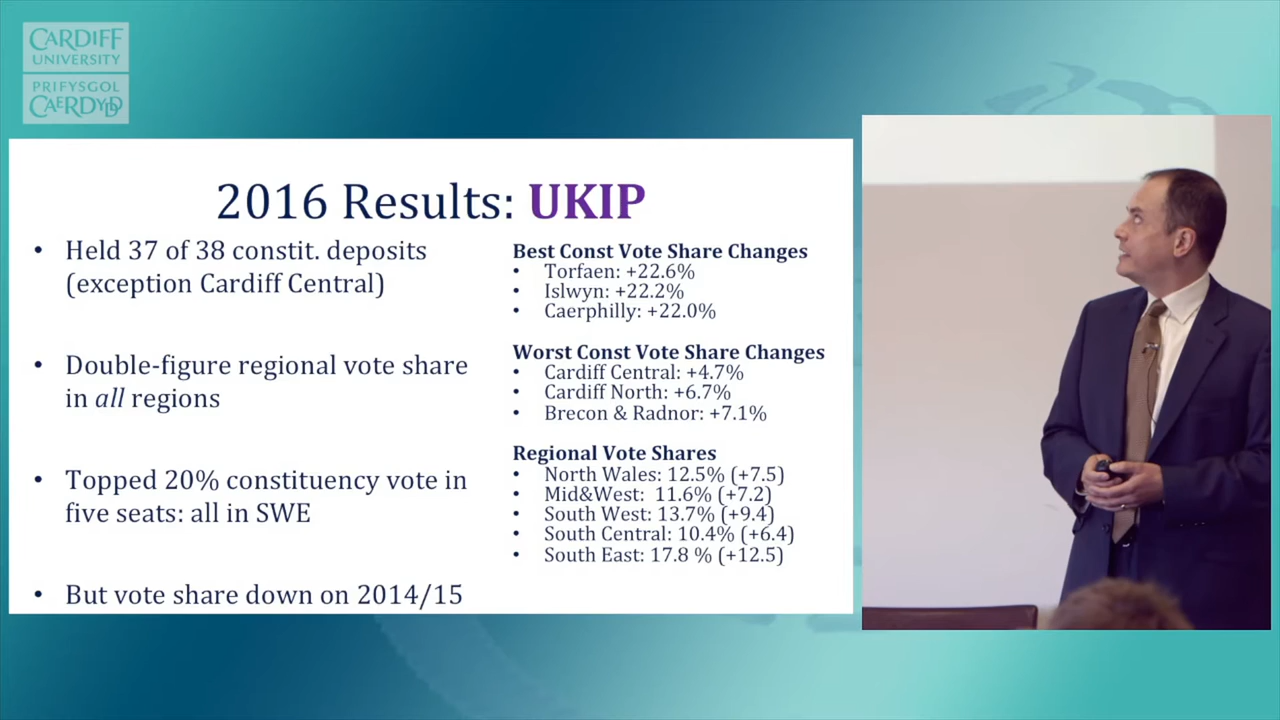 CARDIFF
UNIVERSITY
PRIFYSGOL
CAERDYDD
2016 Results: UKIP
• Held 37 of 38 constit. deposits
(exception Cardiff Central)
• Double-figure regional vote share
in all regions
• Topped 20% constituency vote in
five seats: all in SWE
• But vote share down on 2014/15
Best Const Vote Share Changes
• Torfaen: +22.6%
• Islwyn: +22.2%
• Caerphilly: +22.0%
Worst Const Vote Share Changes
• Cardiff Central: +4.7%
• Cardiff North: +6.7%
• Brecon & Radnor: +7.1%
Regional Vote Shares
• North Wales: 12.5% (+7.5)
• Mid&West: 11.6% (+7.2)
• South West: 13.7% (+9.4)
• South Central: 10.4% (+6.4)
• South East: 17.8 % (+12.5)